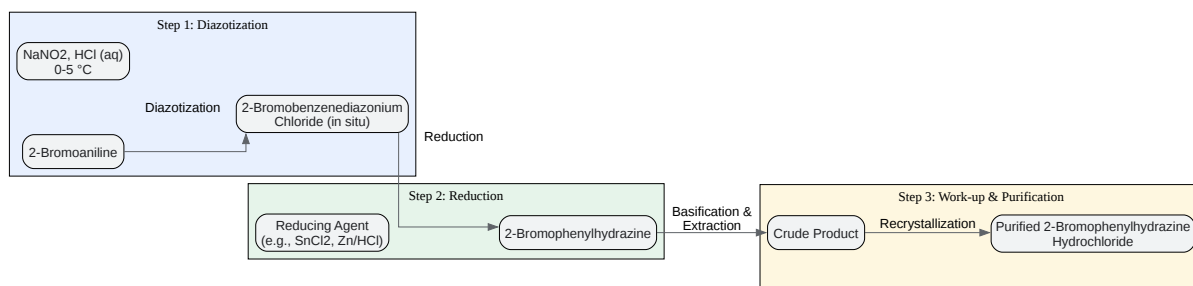 Step 1: Diazotization
NaNO2, HCl (aq)
0-5 °C
Diazotization
2-Bromobenzenediazonium
Chloride (in situ)
2-Bromoaniline
Reduction
Step 2: Reduction
Reducing Agent
(e.g., SnCl2, Zn/HCl)
2-Bromophenylhydrazine
Basification &
Extraction
Step 3: Work-up & Purification
Crude Product
Recrystallization
Purified 2-Bromophenylhydrazine
Hydrochloride